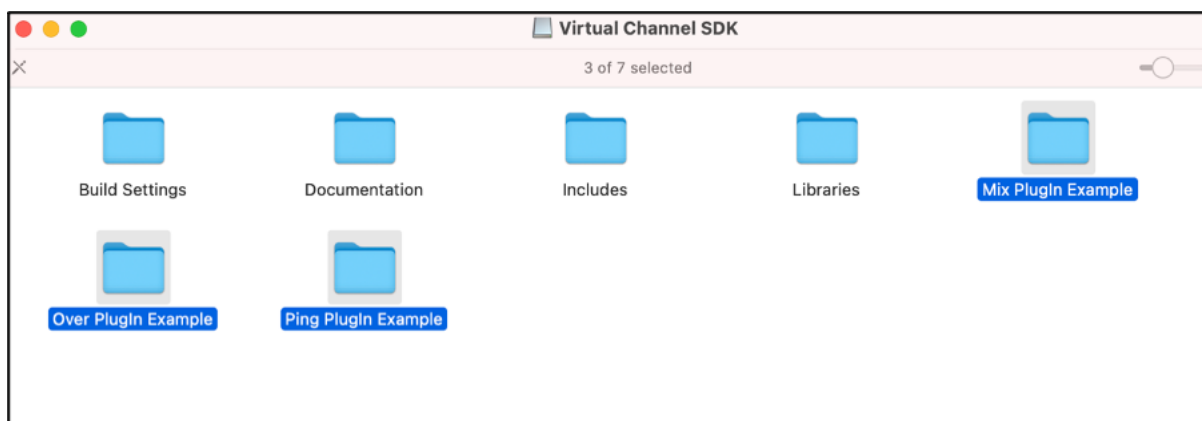 Virtual Channel SDK
3 of 7 selected
Build Settings
Documentation
Includes
Libraries
Mix PlugIn Example
Over PlugIn Example
Ping PlugIn Example